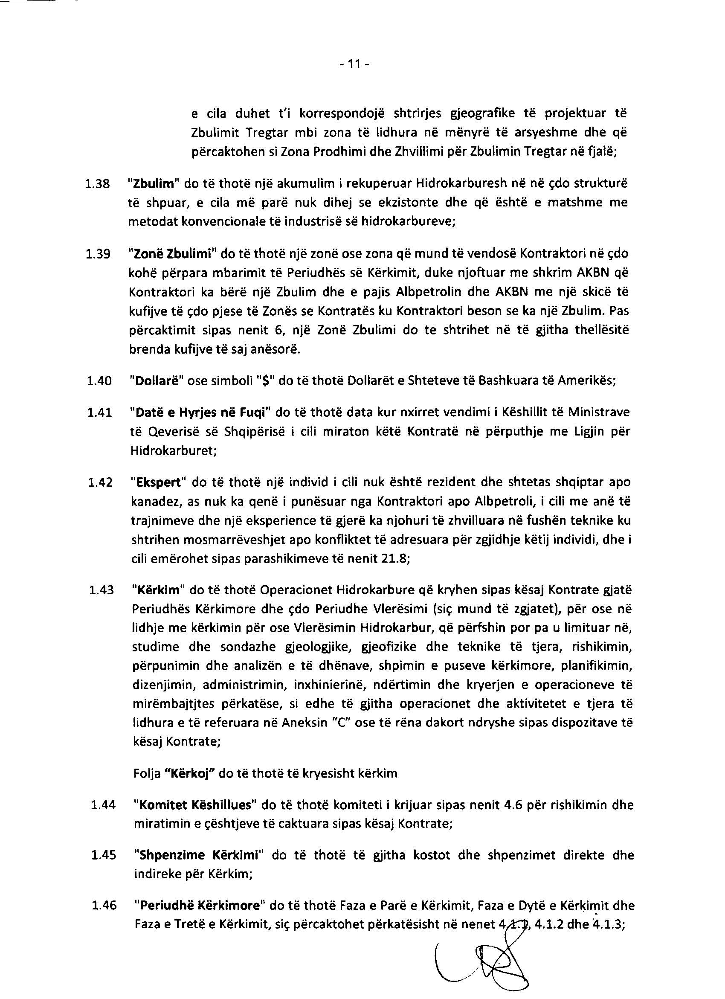 - 11 -
e cila duhet t’i korrespondojë shtrirjes gjeografike të projektuar të
Zbulimit Tregtar mbi zona të lidhura në mënyrë të arsyeshme dhe që
përcaktohen si Zona Prodhimi dhe Zhvillimi për Zbulimin Tregtar në fjalë;
1.38 "Zbulim" do të thotë një akumulim i rekuperuar Hidrokarburesh në në çdo strukturë
të shpuar, e cila më parë nuk dihej se ekzistonte dhe që është e matshme me
metodat konvencionale të industrisë së hidrokarbureve;
1.39 "Zonë Zbulimi" do të thotë një zonë ose zona që mund të vendosë Kontraktori në çdo
kohë përpara mbarimit të Periudhës së Kërkimit, duke njoftuar me shkrim AKBN që
Kontraktori ka bërë një Zbulim dhe e pajis Albpetrolin dhe AKBN me një skicë të
kufijve të çdo pjese të Zonës se Kontratës ku Kontraktori beson se ka një Zbulim. Pas
përcaktimit sipas nenit 6, një Zonë Zbulimi do te shtrihet në të gjitha thellësitë
brenda kufijve të saj anësorë.
1.40 "Dollarë" ose simboli "$" do të thotë Dollarët e Shteteve të Bashkuara të Amerikës;
1.41 "Datë e Hyrjes në Fuqi" do të thotë data kur nxirret vendimi i Këshillit të Ministrave
të Qeverisë së Shqipërisë i cili miraton këtë Kontratë në përputhje me Ligjin për
Hidrokarburet;
1.42 "Ekspert" do të thotë një individ i cili nuk është rezident dhe shtetas shqiptar apo
kanadez, as nuk ka qenë i punësuar nga Kontraktori apo Albpetroli, i cili me anë të
trajnimeve dhe një eksperience të gjerë ka njohuri të zhvilluara në fushën teknike ku
shtrihen mosmarrëveshjet apo konfliktet të adresuara për zgjidhje këtij individi, dhe i
cili emërohet sipas parashikimeve të nenit 21.8;
1.43 "Kërkim" do të thotë Operacionet Hidrokarbure që kryhen sipas kësaj Kontrate gjatë
Periudhës Kërkimore dhe çdo Periudhe Vlerësimi (siç mund të zgjatet), për ose në
lidhje me kërkimin për ose Vlerësimin Hidrokarbur, që përfshin por pa u limituar në,
studime dhe sondazhe gjeologjike, gjeofizike dhe teknike të tjera, rishikimin,
përpunimin dhe analizën e të dhënave, shpimin e puseve kërkimore, planifikimin,
dizenjimin, administrimin, inxhinierinë, ndërtimin dhe kryerjen e operacioneve të
mirëmbajtjtes përkatëse, si edhe të gjitha operacionet dhe aktivitetet e tjera të
lidhura e të referuara në Aneksin “C” ose të rëna dakort ndryshe sipas dispozitave të
kësaj Kontrate;
Folja “Kërkoj” do të thotë të kryesisht kërkim
1.44 "Komitet Këshillues" do të thotë komiteti i krijuar sipas nenit 4.6 për rishikimin dhe
miratimin e çështjeve të caktuara sipas kësaj Kontrate;
1.45 "Shpenzime Kërkimi" do të thotë të gjitha kostot dhe shpenzimet direkte dhe
indireke për Kërkim;
1.46 "Periudhë Kërkimore" do të thotë Faza e Parë e Kërkimit, Faza e Dytë e Kërkimit dhe
Faza e Tretë e Kërkimit, siç përcaktohet përkatësisht në nenet 4.1.1, 4.1.2 dhe 4.1.3;